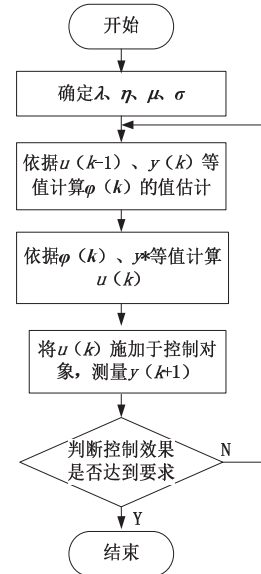 开始
确定λ、η、μ、σ
依据u（k-1）、y（k）等
值计算φ（k）的值估计
依据φ（k）、y*等值计算
u（k）
将u（k）施加于控制对
象，测量y（k+1）
判断控制效果
是否达到要求
N
Y
结束